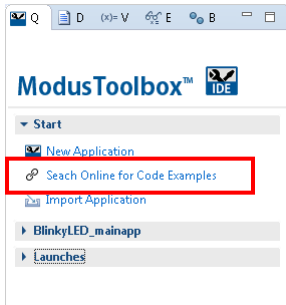 Q D (x)= V E B
ModusToolbox™ IDE
Start
New Application
Seach Online for Code Examples
Import Application
BlinkyLED_mainapp
Launches